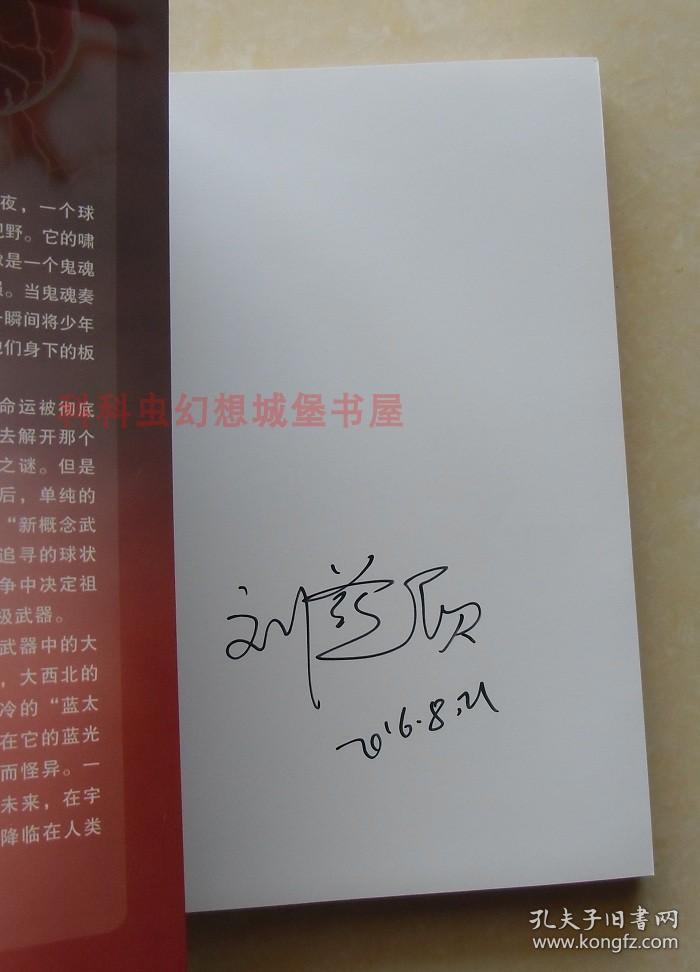 夜，一个球
视野。它的啸
像是一个鬼魂
。当鬼魂奏
一瞬间将少年
他们身下的板
命运被彻底
去解开那个
之谜。但是
后，单纯的
“新概念武
追寻的球状
争中决定祖
极武器。
武器中的大
，大西北的
冷的“蓝太
在它的蓝光
而怪异。一
未来，在宇
降临在人类
科科虫幻想城堡书屋
刘慈欣
2016.8.21
孔夫子旧书网
www.kongfz.com